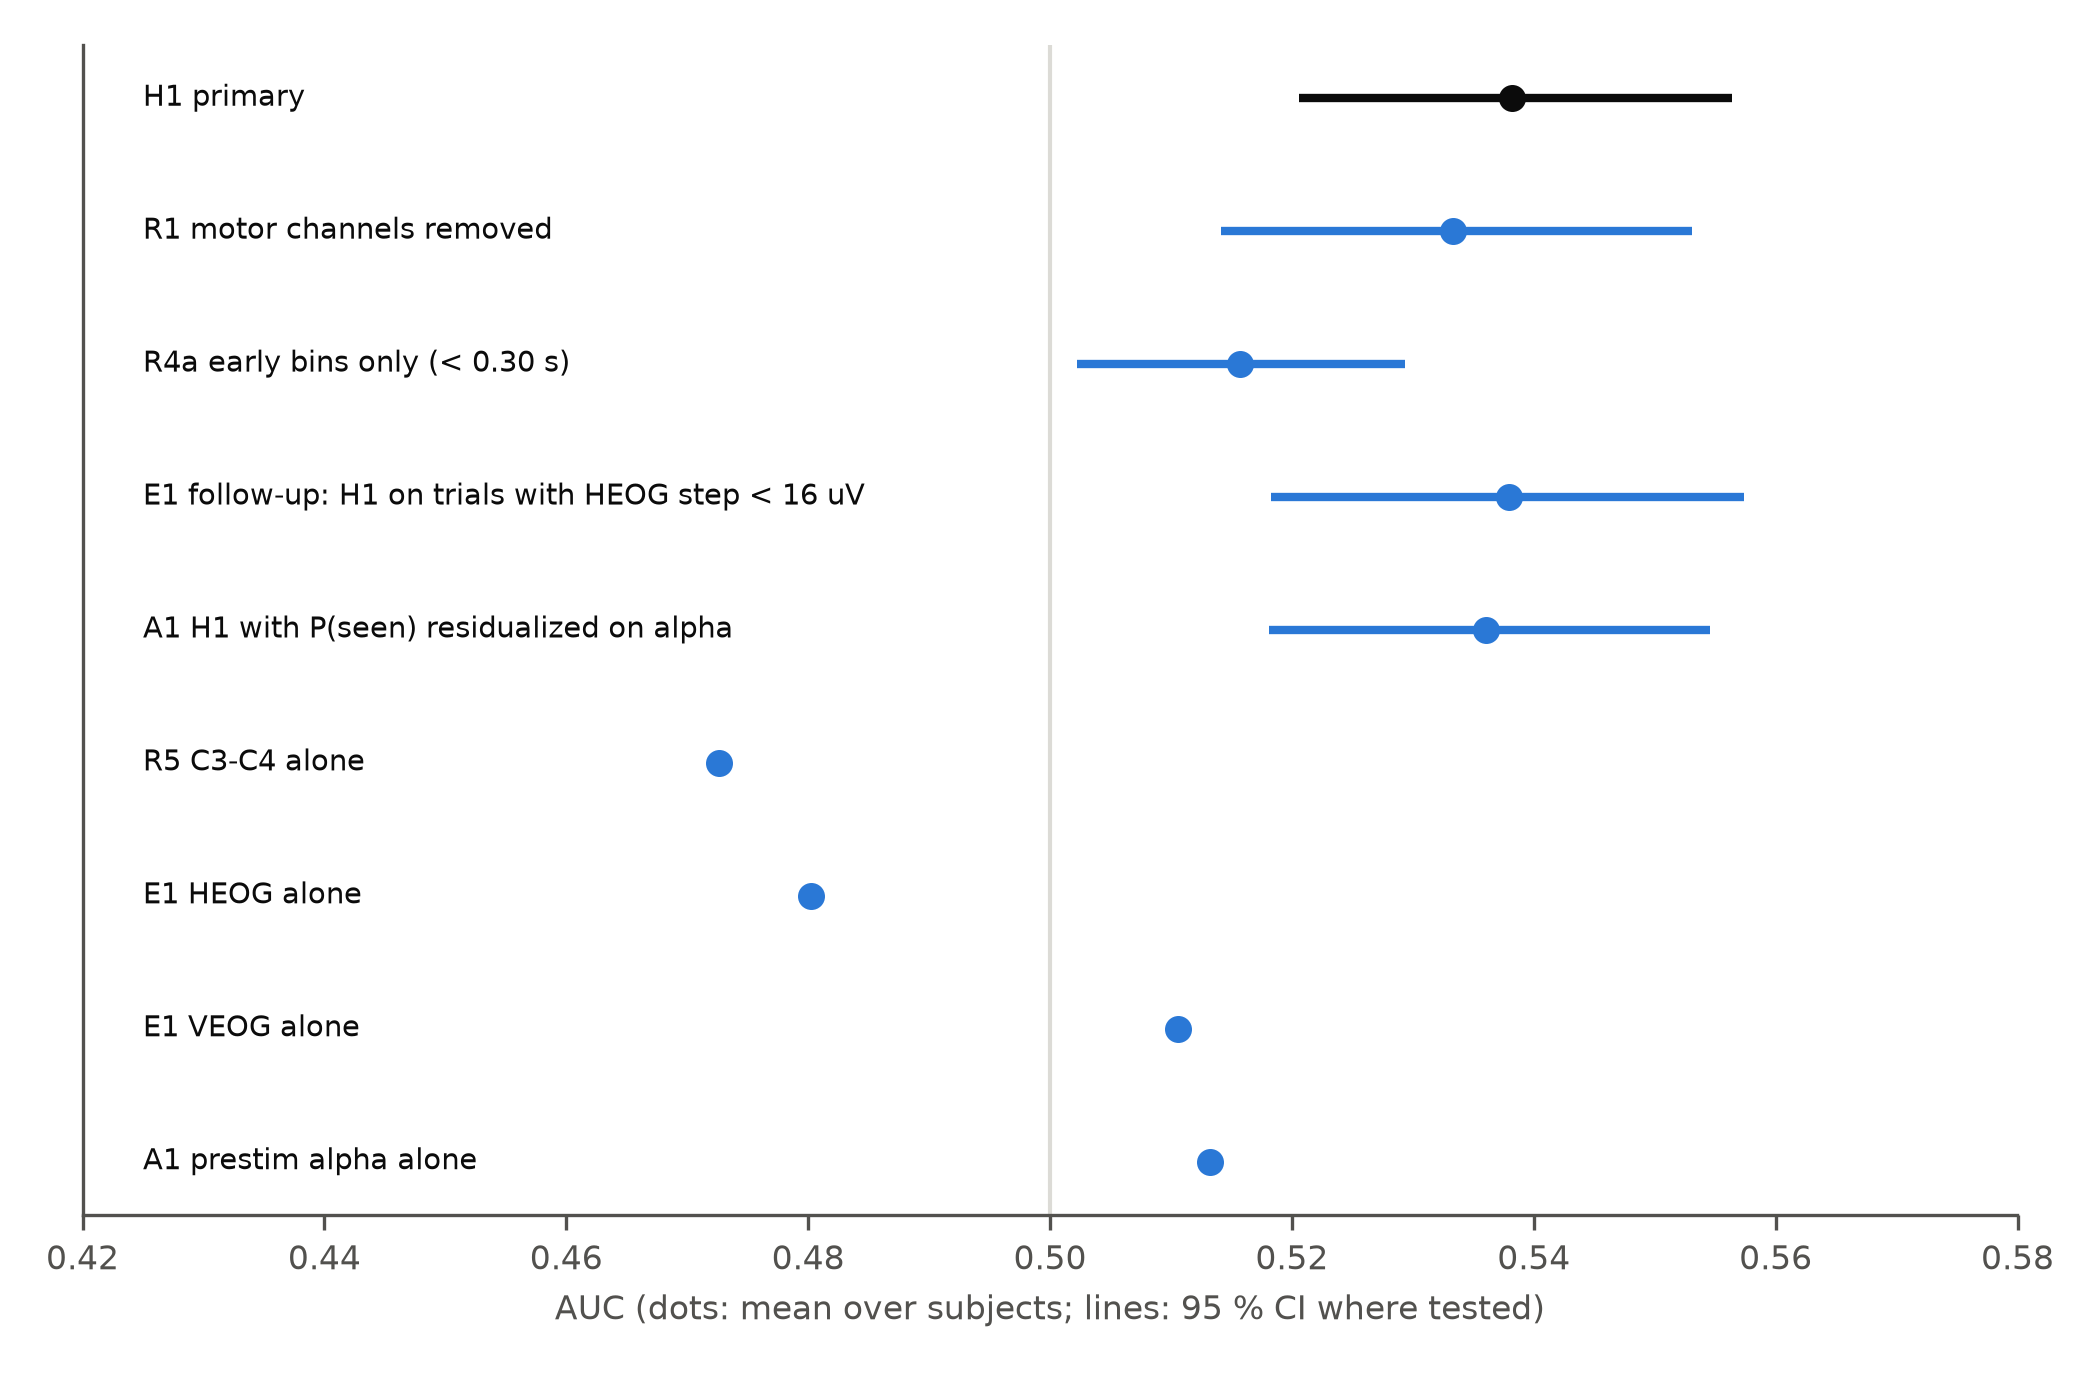 H1 primary
R1 motor channels removed
R4a early bins only (< 0.30 s)
E1 follow-up: H1 on trials with HEOG step < 16 uV
A1 H1 with P(seen) residualized on alpha
R5 C3-C4 alone
E1 HEOG alone
E1 VEOG alone
A1 prestim alpha alone
0.42 0.44 0.46 0.48 0.50 0.52 0.54 0.56 0.58
AUC (dots: mean over subjects; lines: 95 % CI where tested)